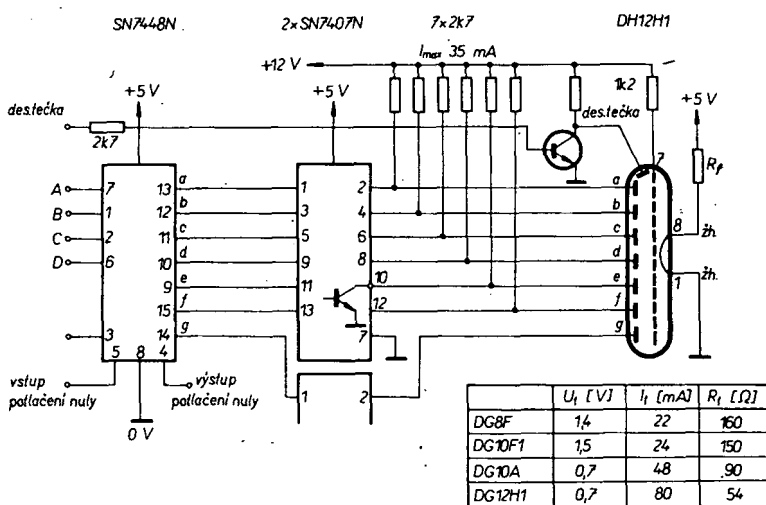 SN7448N 2×SN7407N 7×2k7 DH12H1
+12 V Imax 35 mA
+5 V +5 V 1k2 +5 V
des.tečka des.tečka
2k7 7 Rf
A 7 13 a 1 2 a
B 1 12 b 3 4 b 8 žh.
C 2 11 c 5 6 c
D 6 10 d 9 8 d
9 e 11 10 e 1 žh.
15 f 13 12 f
3 14 g 7 g
5 8 4 1 2
vstup potlačení nuly
výstup potlačení nuly
0 V
Uf [V] If [mA] Rf [Ω]
DG8F 1,4 22 160
DG10F1 1,5 24 150
DG10A 0,7 48 90
DG12H1 0,7 80 54